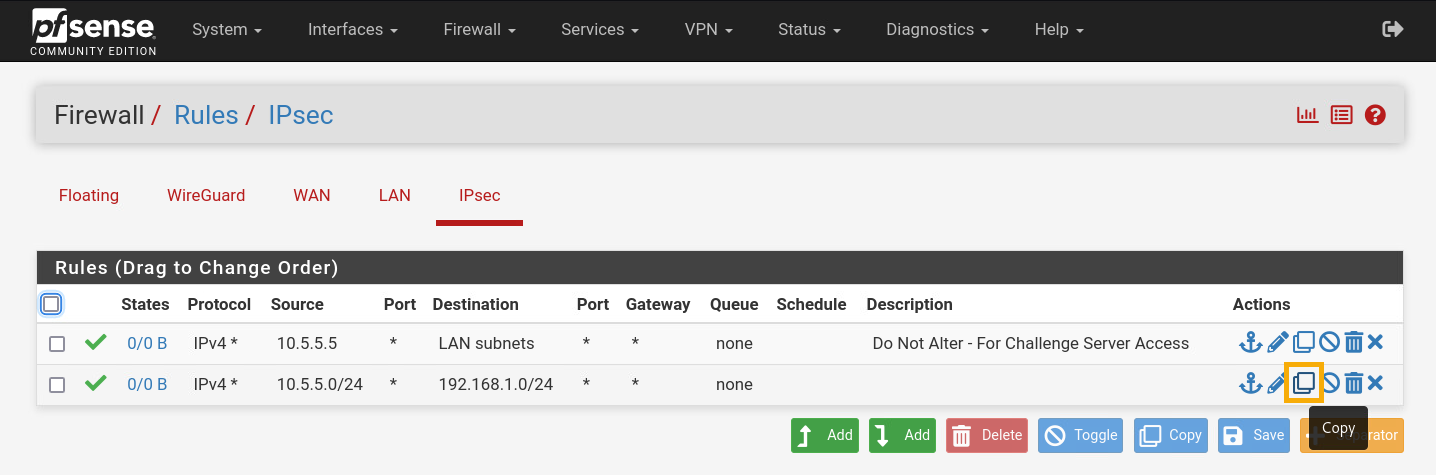 pfsense
COMMUNITY EDITION
System Interfaces Firewall Services VPN Status Diagnostics Help
Firewall / Rules / IPsec
Floating WireGuard WAN LAN IPsec
Rules (Drag to Change Order)
States Protocol Source Port Destination Port Gateway Queue Schedule Description Actions
0/0 B IPv4 * 10.5.5.5 * LAN subnets * * none Do Not Alter - For Challenge Server Access
0/0 B IPv4 * 10.5.5.0/24 * 192.168.1.0/24 * * none
Add Add Delete Toggle Copy Save
Copy